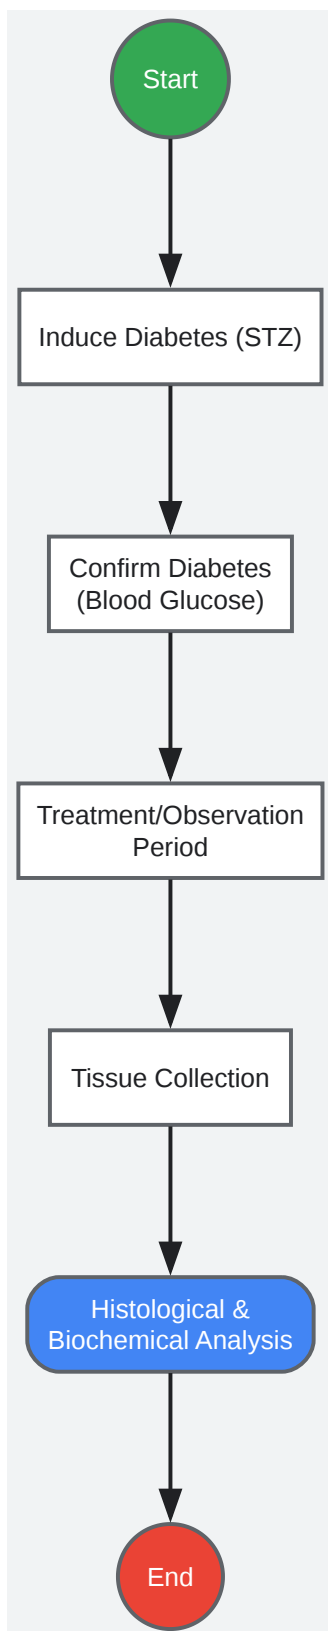 Start
Induce Diabetes (STZ)
Confirm Diabetes
(Blood Glucose)
Treatment/Observation
Period
Tissue Collection
Histological &
Biochemical Analysis
End